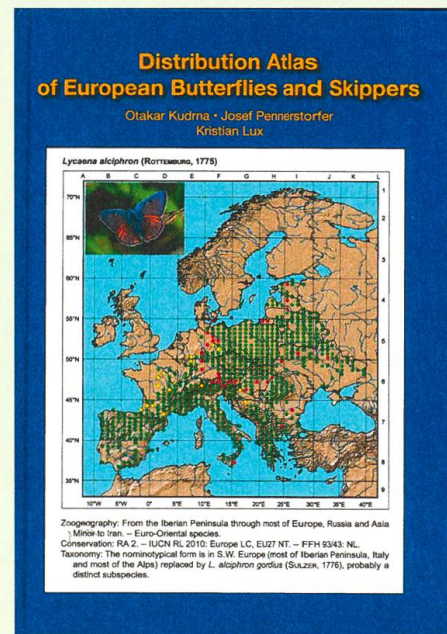 Distribution Atlas
of European Butterflies and Skippers
Otakar Kudrna • Josef Pennerstorfer
Kristian Lux
Lycaena alciphron (ROTTEMBURG, 1775)
A B C D E F G H I J K L
70°N 1
2
65°N
3
60°N
4
55°N
5
50°N
6
45°N
7
40°N
8
35°N
9
10°W 5°W 0° 5°E 10°E 15°E 20°E 25°E 30°E 35°E 40°E
Zoogeography: From the Iberian Peninsula through most of Europe, Russia and Asia
Minor to Iran. – Euro-Oriental species.
Conservation: RA 2. – IUCN RL 2010: Europe LC, EU27 NT. – FFH 93/43: NL.
Taxonomy: The nominotypical form is in S.W. Europe (most of Iberian Peninsula, Italy
and most of the Alps) replaced by L. alciphron gordius (SULZER, 1776), probably a
distinct subspecies.